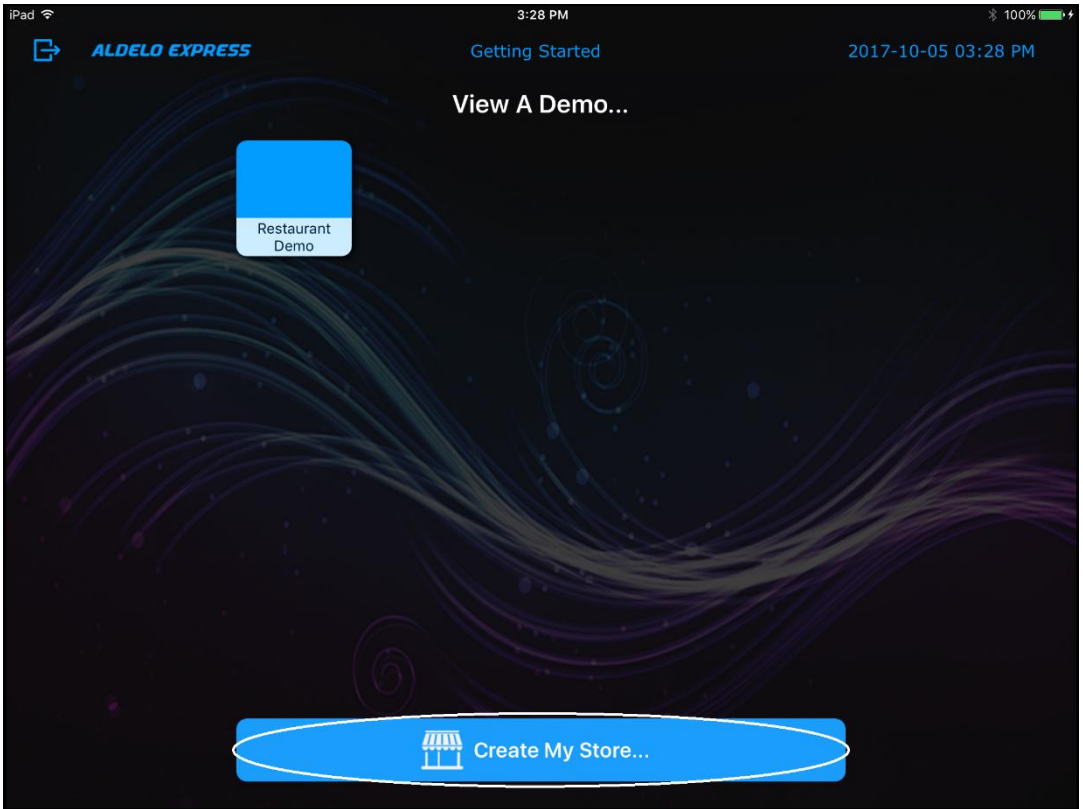 iPad 3:28 PM 100%
ALDELO EXPRESS Getting Started 2017-10-05 03:28 PM
View A Demo...
Restaurant
Demo
Create My Store...